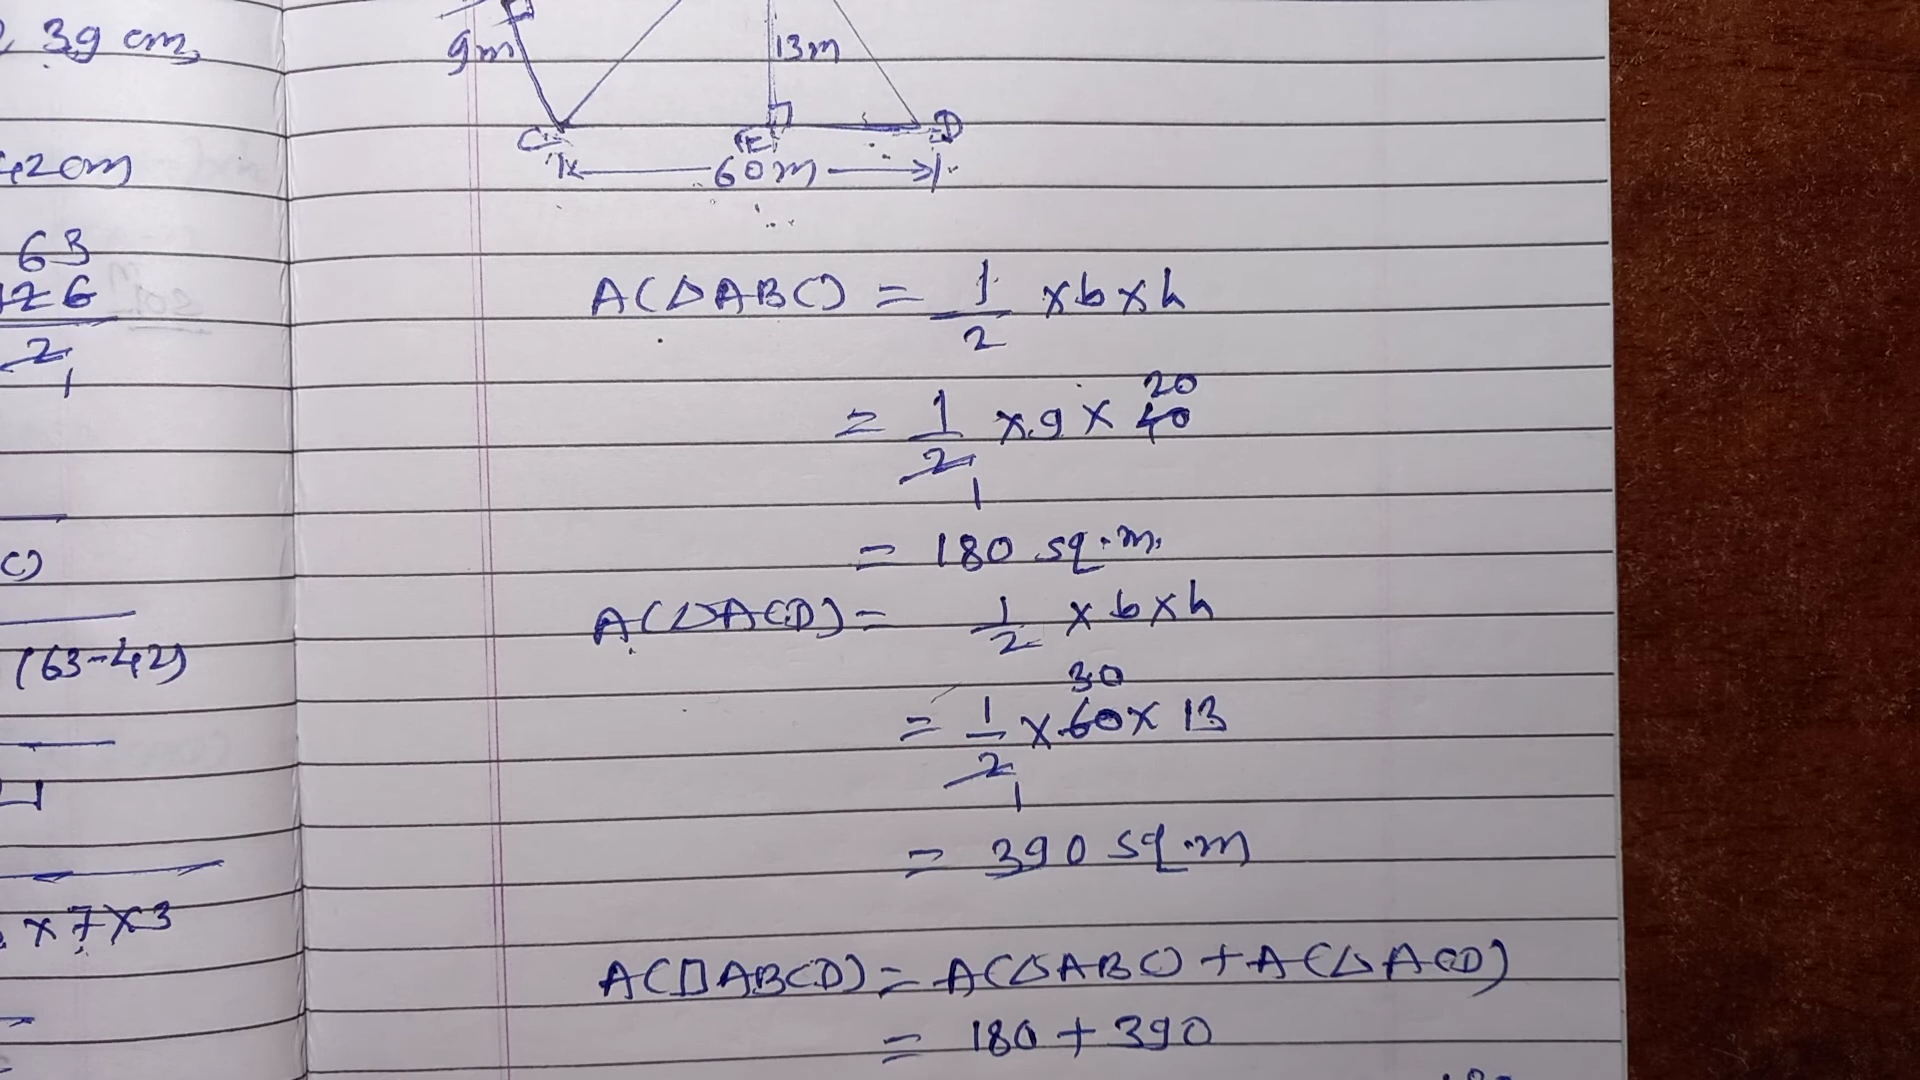 39 cm
42cm
63
126
2
1
(63-42)
x 7 x 3
9m
13m
C
E
D
60m
A(△ABC) = 1/2 x b x h
= 1/2 x 9 x 40
20
1
= 180 sq.m.
A(△ACD) = 1/2 x b x h
30
= 1/2 x 60 x 13
1
= 390 sq.m
A(□ABCD) = A(△ABC) + A(△ACD)
= 180 + 390